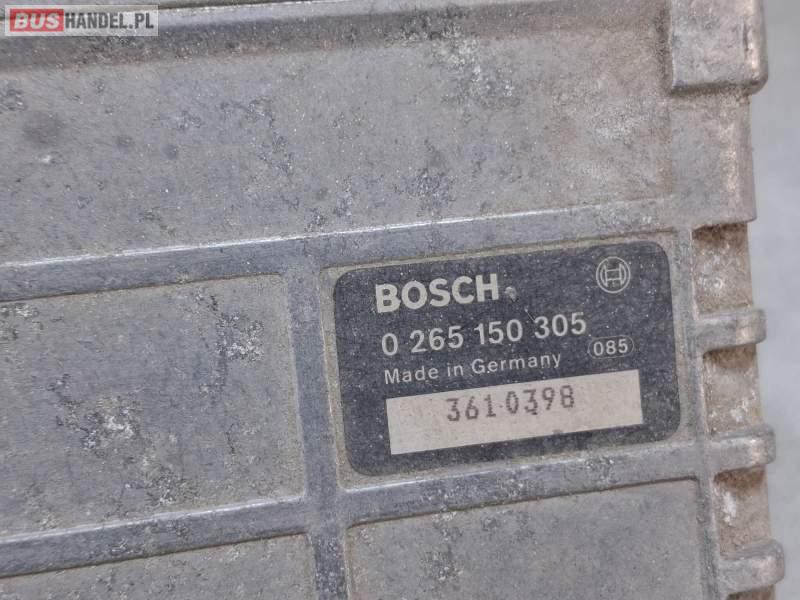 BUSHANDEL.PL
BOSCH
0 265 150 305
Made in Germany 085
361-0398